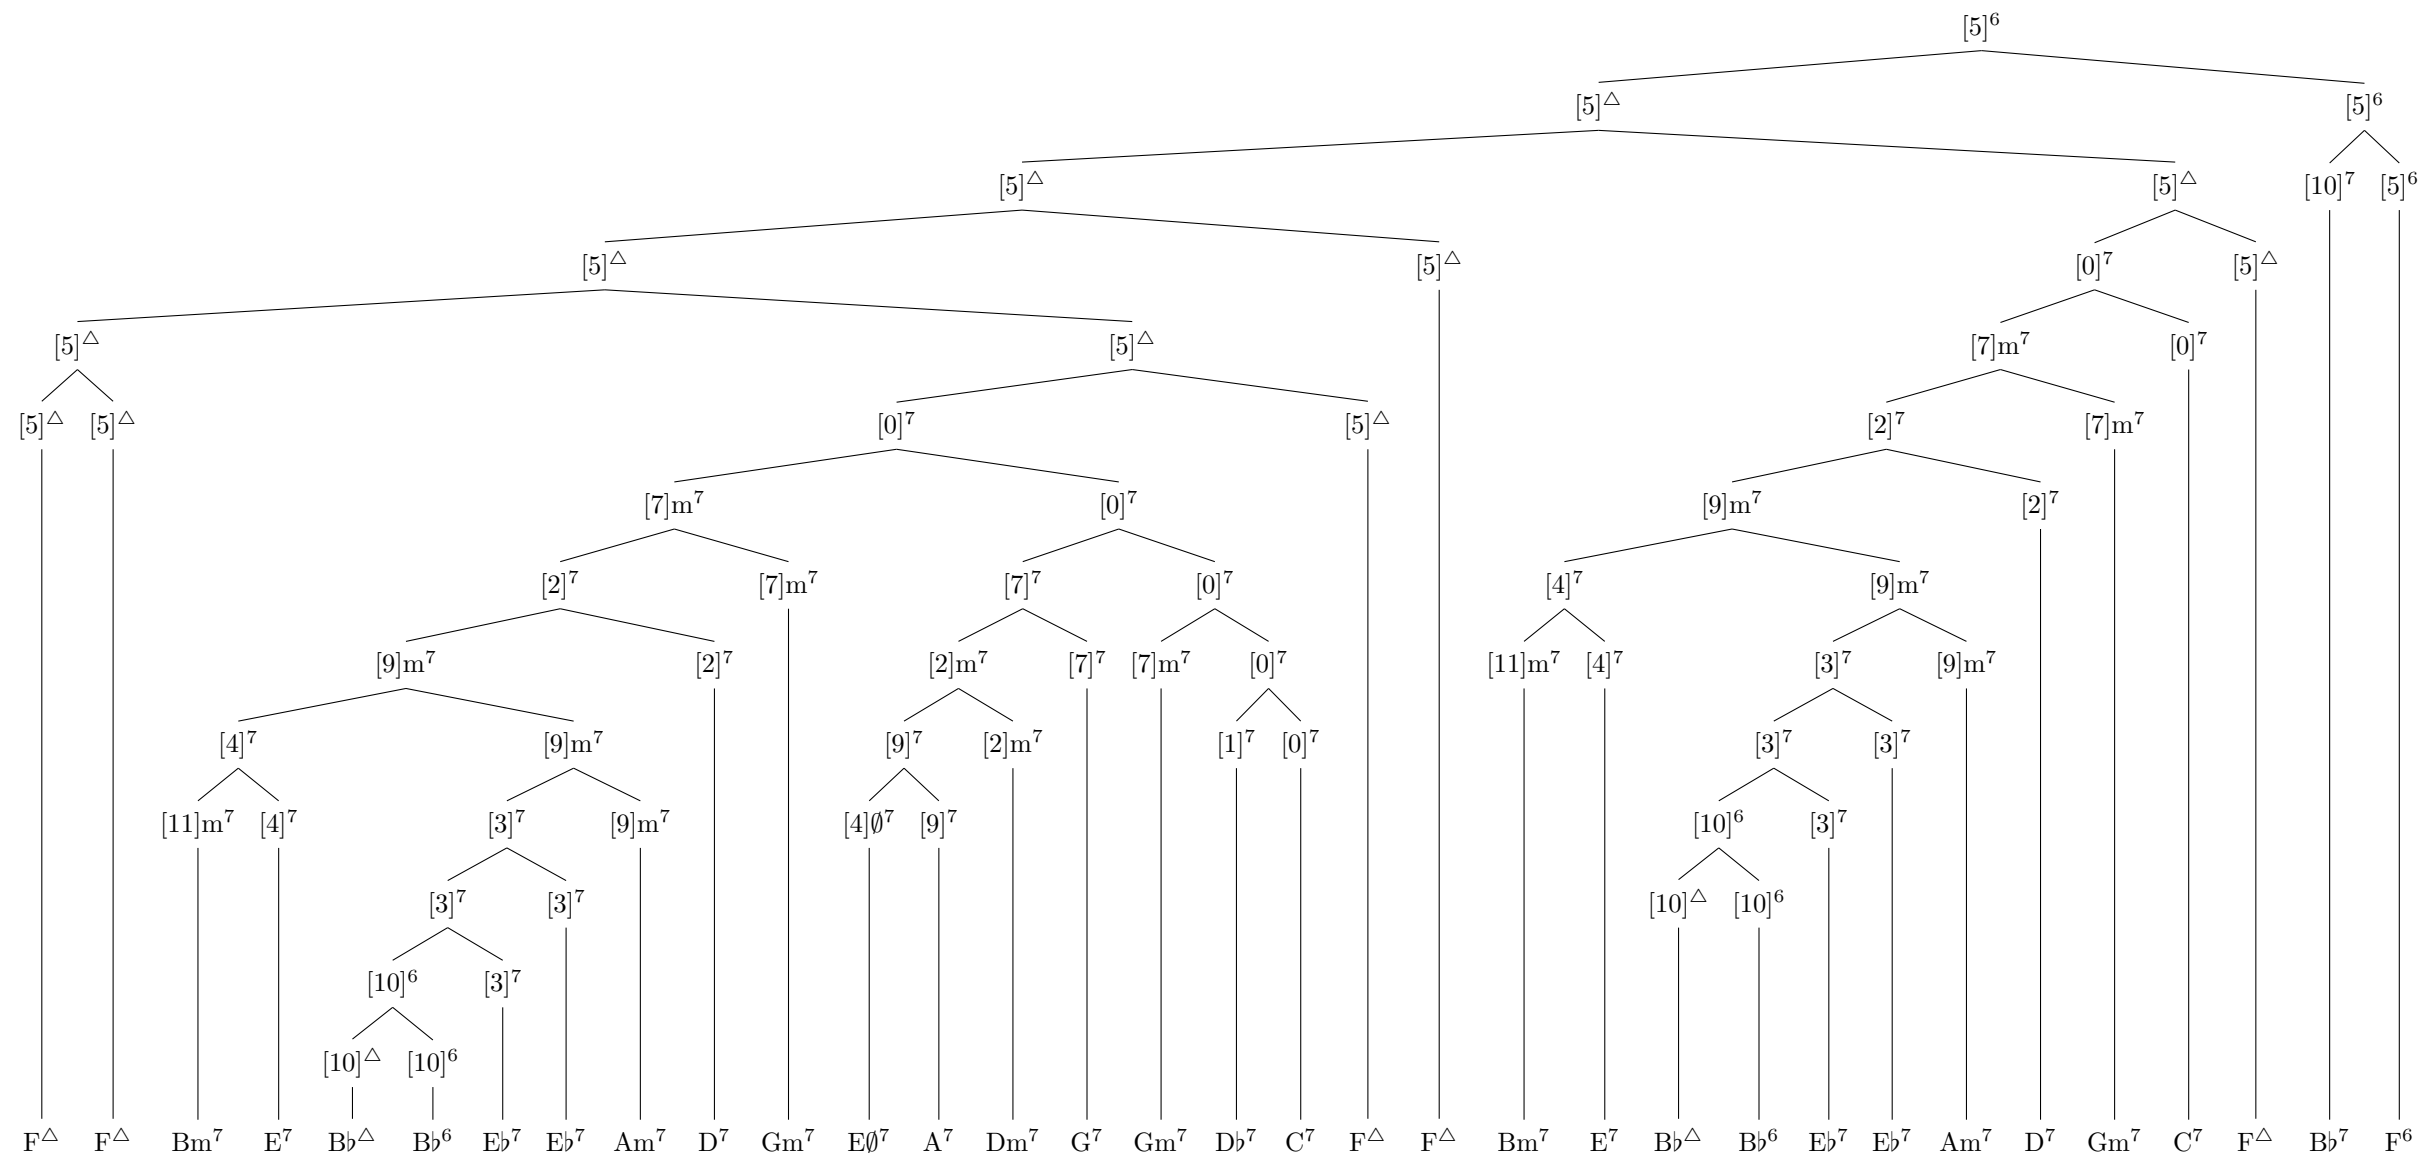 [5]⁶
[5]△ [5]⁶
[5]△ [5]△ [10]⁷ [5]⁶
[5]△ [5]△ [0]⁷ [5]△
[5]△ [5]△ [7]m⁷ [0]⁷
[5]△ [5]△ [0]⁷ [5]△ [2]⁷ [7]m⁷
[7]m⁷ [0]⁷ [9]m⁷ [2]⁷
[2]⁷ [7]m⁷ [7]⁷ [0]⁷ [4]⁷ [9]m⁷
[9]m⁷ [2]⁷ [2]m⁷ [7]⁷ [7]m⁷ [0]⁷ [11]m⁷ [4]⁷ [3]⁷ [9]m⁷
[4]⁷ [9]m⁷ [9]⁷ [2]m⁷ [1]⁷ [0]⁷ [3]⁷ [3]⁷
[11]m⁷ [4]⁷ [3]⁷ [9]m⁷ [4]∅⁷ [9]⁷ [10]⁶ [3]⁷
[3]⁷ [3]⁷ [10]△ [10]⁶
[10]⁶ [3]⁷
[10]△ [10]⁶
F△ F△ Bm⁷ E⁷ B♭△ B♭⁶ E♭⁷ E♭⁷ Am⁷ D⁷ Gm⁷ E∅⁷ A⁷ Dm⁷ G⁷ Gm⁷ D♭⁷ C⁷ F△ F△ Bm⁷ E⁷ B♭△ B♭⁶ E♭⁷ E♭⁷ Am⁷ D⁷ Gm⁷ C⁷ F△ B♭⁷ F⁶